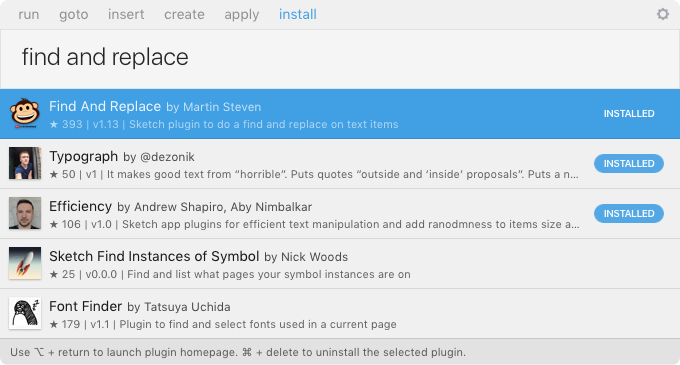 run goto insert create apply install
find and replace
Find And Replace by Martin Steven
★ 393 | v1.13 | Sketch plugin to do a find and replace on text items
INSTALLED
Typograph by @dezonik
★ 50 | v1 | It makes good text from “horrible”. Puts quotes “outside and ‘inside’ proposals”. Puts a n...
INSTALLED
Efficiency by Andrew Shapiro, Aby Nimbalkar
★ 106 | v1.0 | Sketch app plugins for efficient text manipulation and add ranodmness to items size a...
INSTALLED
Sketch Find Instances of Symbol by Nick Woods
★ 25 | v0.0.0 | Find and list what pages your symbol instances are on
Font Finder by Tatsuya Uchida
★ 179 | v1.1 | Plugin to find and select fonts used in a current page
Use ⌥ + return to launch plugin homepage. ⌘ + delete to uninstall the selected plugin.